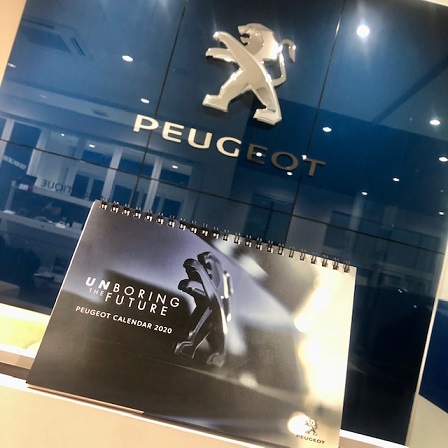 PEUGEOT
UNBORING
THE FUTURE
PEUGEOT CALENDAR 2020
PEUGEOT